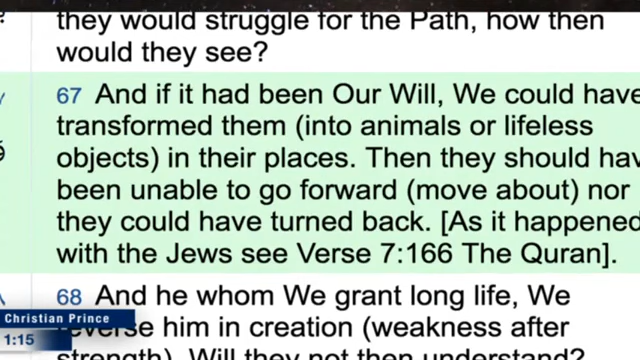 they would struggle for the Path, how then
would they see?
67 And if it had been Our Will, We could have
transformed them (into animals or lifeless
objects) in their places. Then they should hav
been unable to go forward (move about) nor
they could have turned back. [As it happened
with the Jews see Verse 7:166 The Quran].
68 And he whom We grant long life, We
reverse him in creation (weakness after
strength). Will they not then understand?
Christian Prince
1:15